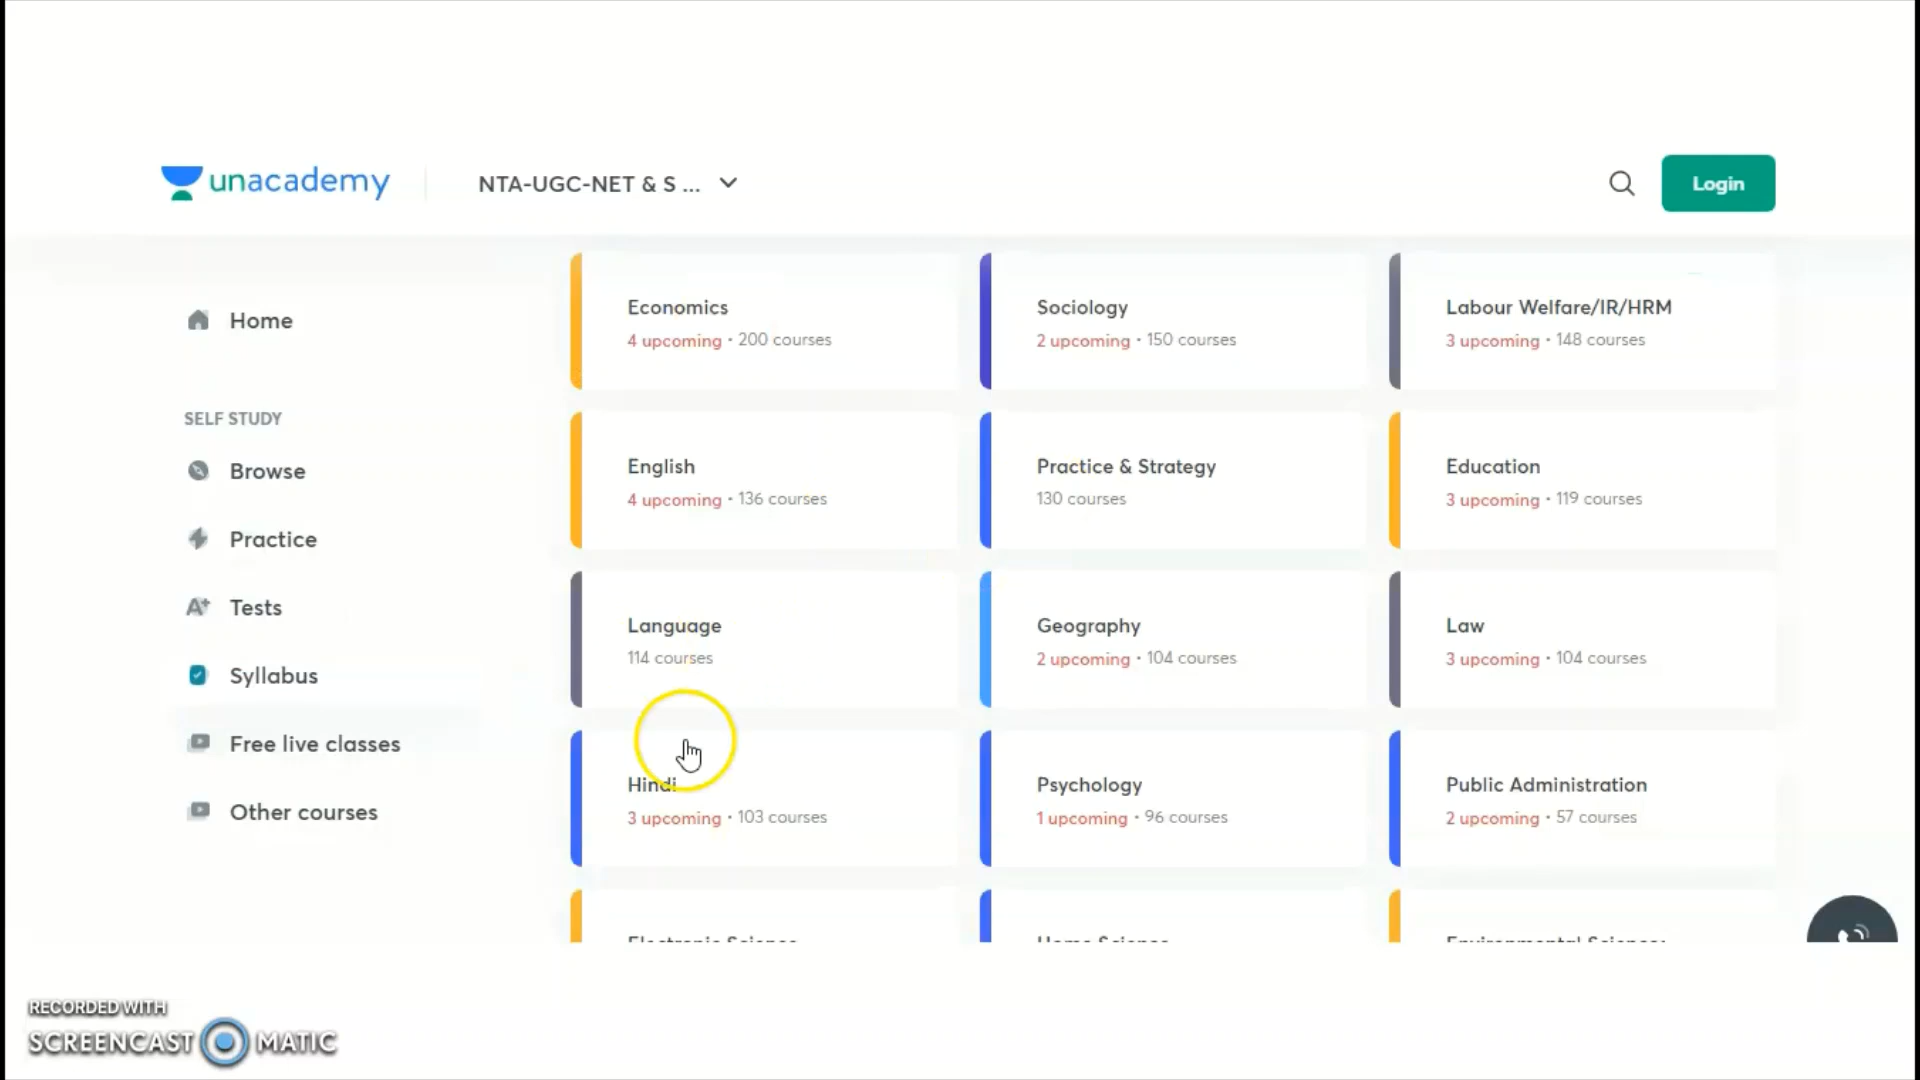 unacademy
NTA-UGC-NET & S ...
Login
Home
SELF STUDY
Browse
Practice
Tests
Syllabus
Free live classes
Other courses
Economics
4 upcoming • 200 courses
Sociology
2 upcoming • 150 courses
Labour Welfare/IR/HRM
3 upcoming • 148 courses
English
4 upcoming • 136 courses
Practice & Strategy
130 courses
Education
3 upcoming • 119 courses
Language
114 courses
Geography
2 upcoming • 104 courses
Law
3 upcoming • 104 courses
Hindi
3 upcoming • 103 courses
Psychology
1 upcoming • 96 courses
Public Administration
2 upcoming • 57 courses
Electronic Science
Home Science
RECORDED WITH
SCREENCAST MATIC